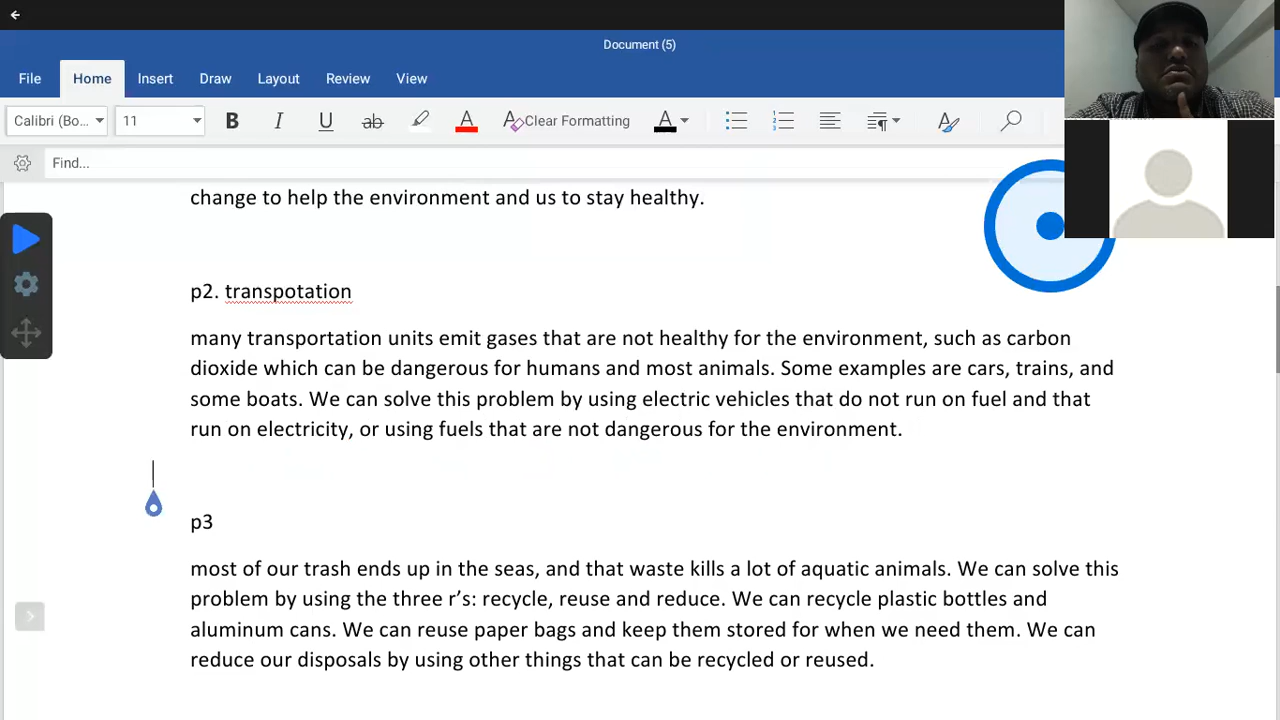 Document (5)
File Home Insert Draw Layout Review View
Calibri (Bo... 11 B I U ab A Clear Formatting A
Find...
change to help the environment and us to stay healthy.
p2. transpotation
many transportation units emit gases that are not healthy for the environment, such as carbon
dioxide which can be dangerous for humans and most animals. Some examples are cars, trains, and
some boats. We can solve this problem by using electric vehicles that do not run on fuel and that
run on electricity, or using fuels that are not dangerous for the environment.
p3
most of our trash ends up in the seas, and that waste kills a lot of aquatic animals. We can solve this
problem by using the three r’s: recycle, reuse and reduce. We can recycle plastic bottles and
aluminum cans. We can reuse paper bags and keep them stored for when we need them. We can
reduce our disposals by using other things that can be recycled or reused.